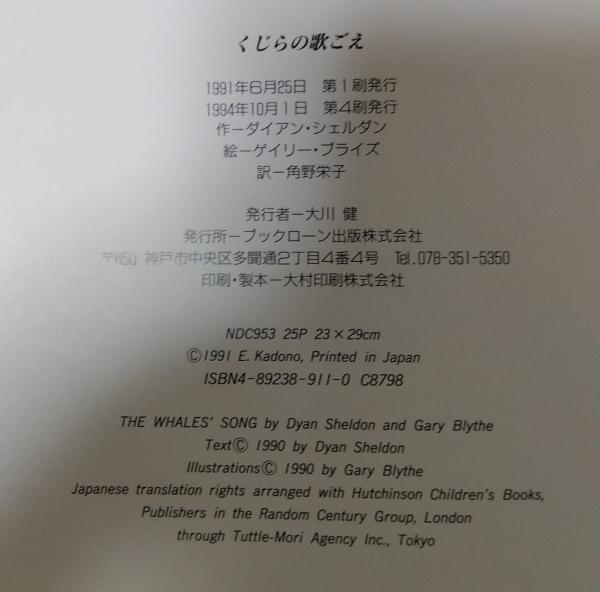 くじらの歌ごえ
1991年6月25日　第1刷発行
1994年10月1日　第4刷発行
作ーダイアン・シェルダン
絵ーゲイリー・ブライズ
訳ー角野栄子
発行者ー大川 健
発行所ーブックローン出版株式会社
〒650 神戸市中央区多聞通2丁目4番4号　Tel.078-351-5350
印刷・製本ー大村印刷株式会社
NDC953 25P 23×29cm
©1991 E. Kadono, Printed in Japan
ISBN4-89238-911-0 C8798
THE WHALES' SONG by Dyan Sheldon and Gary Blythe
Text© 1990 by Dyan Sheldon
Illustrations© 1990 by Gary Blythe
Japanese translation rights arranged with Hutchinson Children's Books,
Publishers in the Random Century Group, London
through Tuttle-Mori Agency Inc., Tokyo